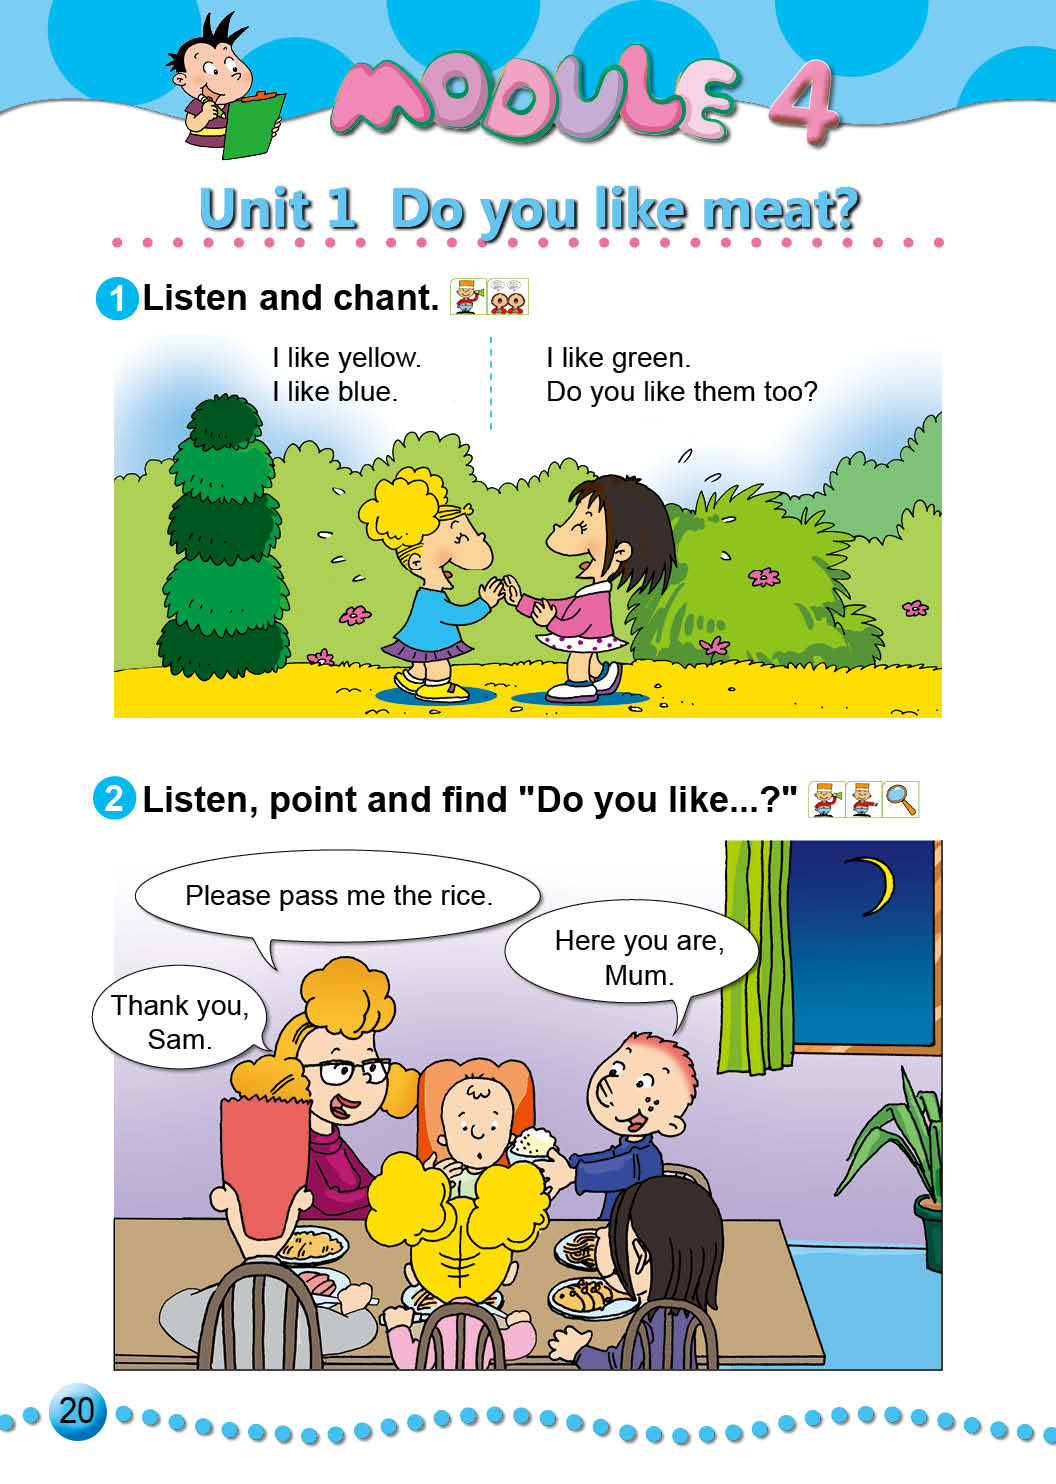 MODULE 4
Unit 1 Do you like meat?
1 Listen and chant.
I like yellow.
I like blue.
I like green.
Do you like them too?
2 Listen, point and find "Do you like...?"
Please pass me the rice.
Here you are,
Mum.
Thank you,
Sam.
20